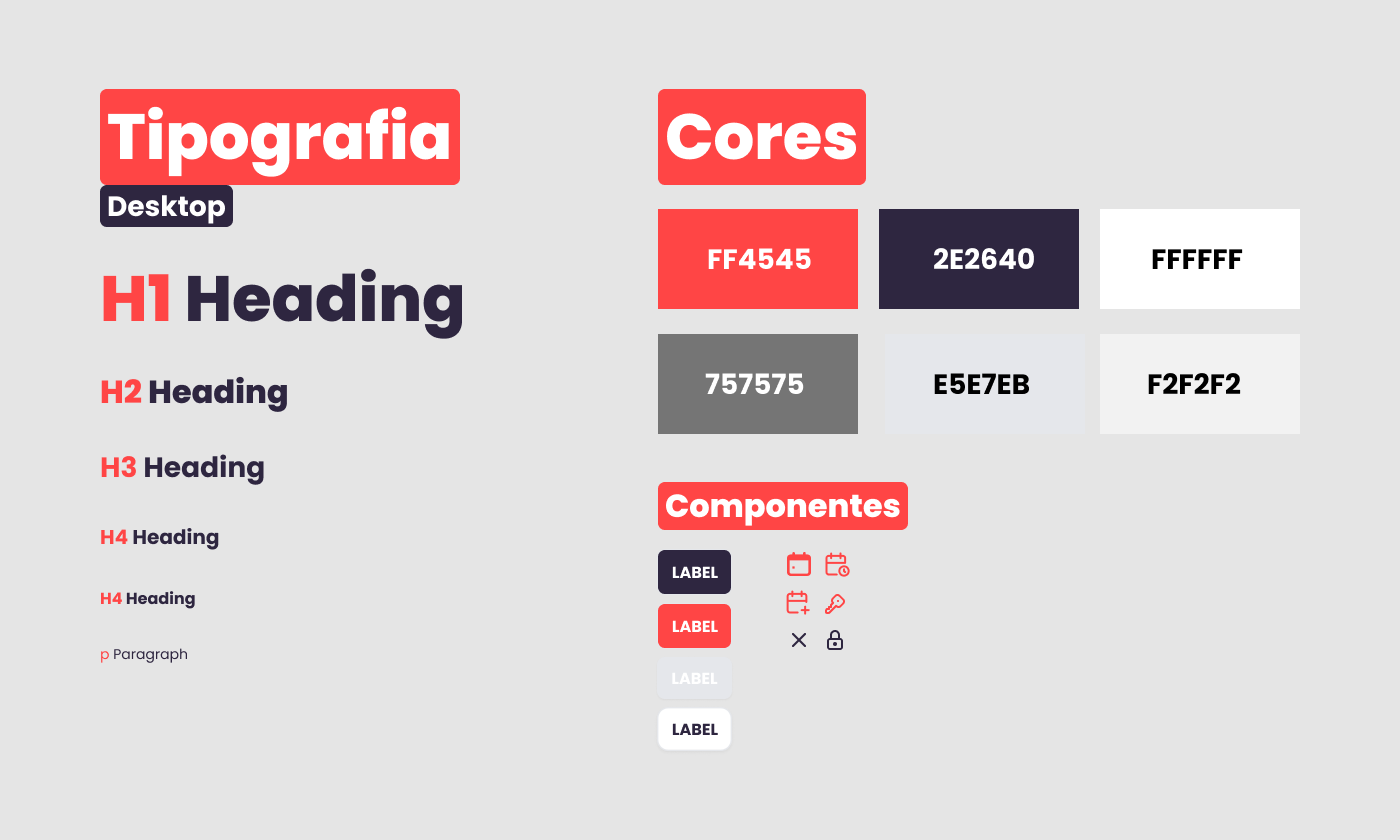 Tipografia
Desktop
H1 Heading
H2 Heading
H3 Heading
H4 Heading
H4 Heading
p Paragraph
Cores
FF4545
2E2640
FFFFFF
757575
E5E7EB
F2F2F2
Componentes
LABEL
LABEL
LABEL
LABEL